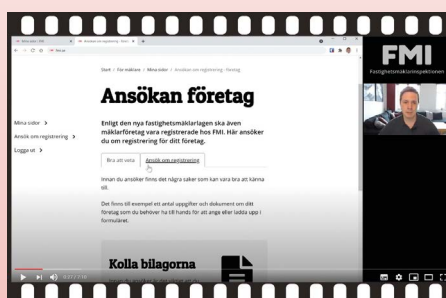 FMI
Fastighetsmäklarinspektionen
fmi.se
Start / För mäklare / Mina sidor / Ansökan om registrering - företag
Ansökan företag
Mina sidor
Ansök om registrering
Logga ut
Enligt den nya fastighetsmäklarlagen ska även
mäklarföretag vara registrerade hos FMI. Här ansöker
du om registrering för ditt företag.
Bra att veta
Ansök om registrering
Innan du ansöker finns det några saker som kan vara bra att känna
till.
Det finns till exempel ett antal uppgifter och dokument om ditt
företag som du behöver ha till hands för att ange eller ladda upp i
formuläret.
Kolla bilagorna